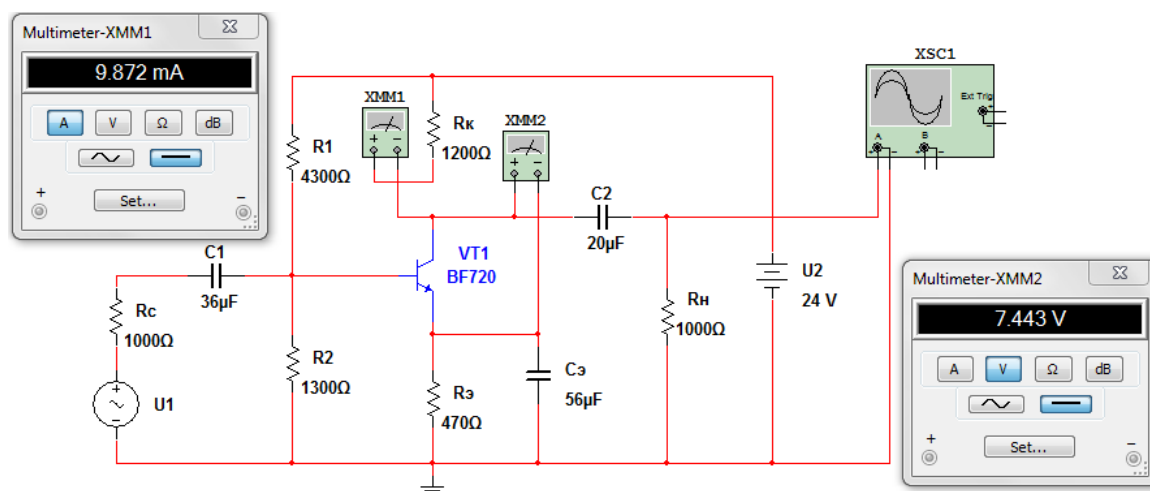 Multimeter-XMM1
9.872 mA
A V Ω dB
+ −
Set...
XMM1
+ −
Rк
1200Ω
XMM2
+ −
R1
4300Ω
XSC1
Ext Trig
+
−
A B
+ − + −
C2
20µF
VT1
BF720
C1
36µF
Rc
1000Ω
U1
+
−
R2
1300Ω
Rэ
470Ω
Cэ
56µF
Rн
1000Ω
U2
24 V
Multimeter-XMM2
7.443 V
A V Ω dB
+ −
Set...